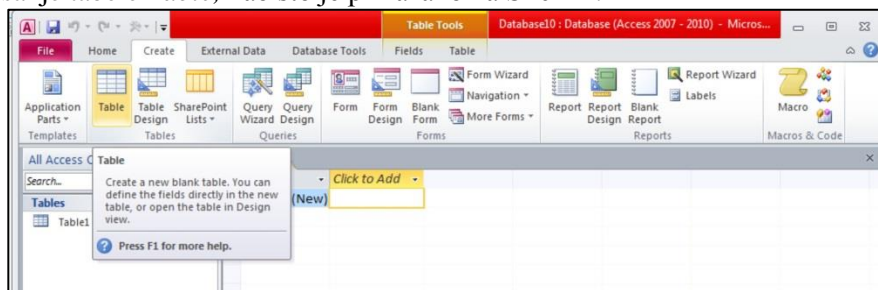 Table Tools
Database10 : Database (Access 2007 - 2010) - Micros...
File Home Create External Data Database Tools Fields Table
Application Parts
Table
Table Design
SharePoint Lists
Query Wizard
Query Design
Form
Form Design
Blank Form
Form Wizard
Navigation
More Forms
Report
Report Design
Blank Report
Report Wizard
Labels
Macro
Templates Tables Queries Forms Reports Macros & Code
All Access
Table
Create a new blank table. You can
define the fields directly in the new
table, or open the table in Design
view.
Press F1 for more help.
Search...
Tables
Table1
Click to Add
(New)